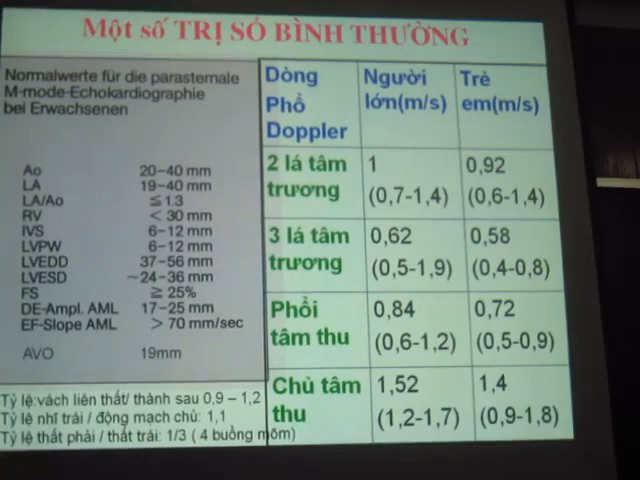 Một số TRỊ SỐ BÌNH THƯỜNG
Normalwerte für die parasternale
M-mode-Echokardiographie
bei Erwachsenen
Ao 20–40 mm
LA 19–40 mm
LA/Ao ≦ 1.3
RV < 30 mm
IVS 6–12 mm
LVPW 6–12 mm
LVEDD 37–56 mm
LVESD ~24–36 mm
FS ≧ 25%
DE-Ampl. AML 17–25 mm
EF-Slope AML > 70 mm/sec
AVO 19mm
Tỷ lệ:vách liên thất/ thành sau 0,9 – 1,2
Tỷ lệ nhĩ trái / động mạch chủ: 1,1
Tỷ lệ thất phải / thất trái: 1/3 ( 4 buồng mõm)
Dòng Người Trẻ
Phổ lớn(m/s) em(m/s)
Doppler
2 lá tâm 1 0,92
trương (0,7-1,4) (0,6-1,4)
3 lá tâm 0,62 0,58
trương (0,5-1,9) (0,4-0,8)
Phổi 0,84 0,72
tâm thu (0,6-1,2) (0,5-0,9)
Chủ tâm 1,52 1,4
thu (1,2-1,7) (0,9-1,8)